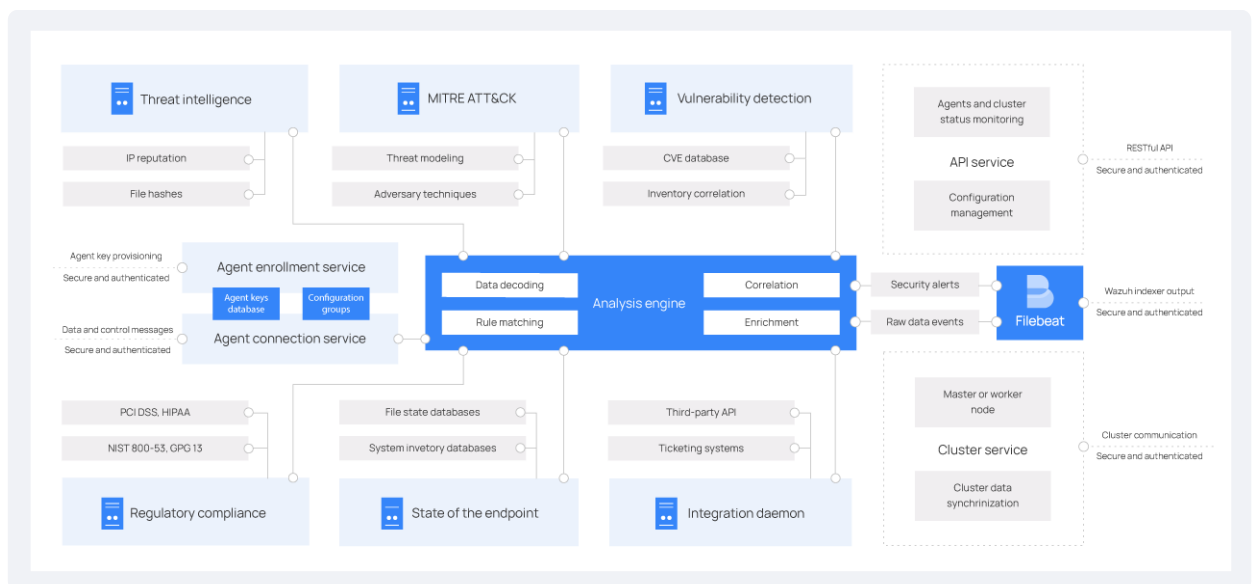 Threat intelligence
IP reputation
File hashes
MITRE ATT&CK
Threat modeling
Adversary techniques
Vulnerability detection
CVE database
Inventory correlation
Agents and cluster
status monitoring
API service
Configuration
management
RESTful API
Secure and authenticated
Agent key provisioning
Secure and authenticated
Agent enrollment service
Agent keys
database
Configuration
groups
Data and control messages
Secure and authenticated
Agent connection service
Data decoding
Rule matching
Analysis engine
Correlation
Enrichment
Security alerts
Raw data events
Filebeat
Wazuh indexer output
Secure and authenticated
PCI DSS, HIPAA
NIST 800-53, GPG 13
Regulatory compliance
File state databases
System invetory databases
State of the endpoint
Third-party API
Ticketing systems
Integration daemon
Master or worker
node
Cluster service
Cluster data
synchrinization
Cluster communication
Secure and authenticated